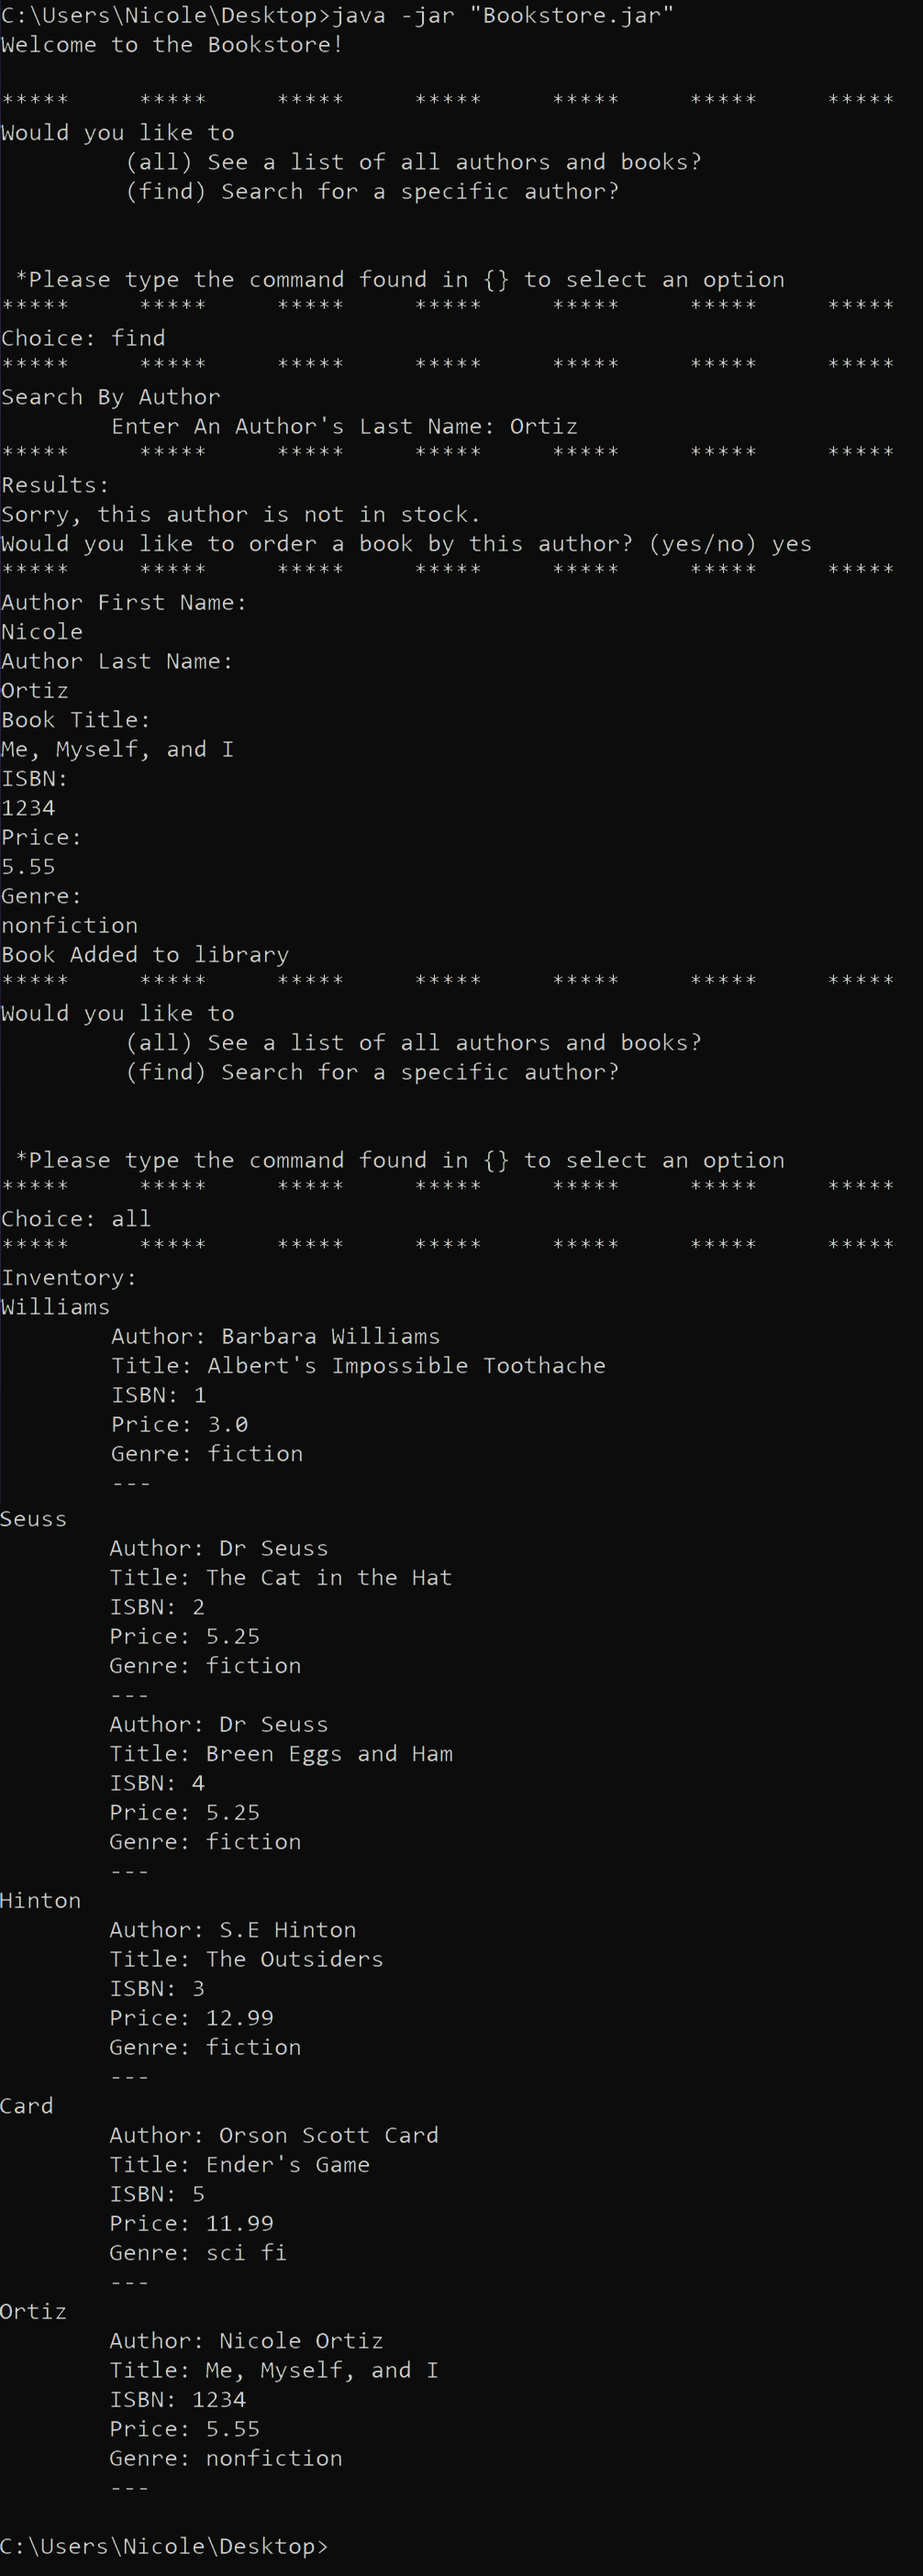 C:\Users\Nicole\Desktop>java -jar "Bookstore.jar"
Welcome to the Bookstore!
***** ***** ***** ***** ***** ***** *****
Would you like to
(all) See a list of all authors and books?
(find) Search for a specific author?
*Please type the command found in {} to select an option
***** ***** ***** ***** ***** ***** *****
Choice: find
***** ***** ***** ***** ***** ***** *****
Search By Author
Enter An Author's Last Name: Ortiz
***** ***** ***** ***** ***** ***** *****
Results:
Sorry, this author is not in stock.
Would you like to order a book by this author? (yes/no) yes
***** ***** ***** ***** ***** ***** *****
Author First Name:
Nicole
Author Last Name:
Ortiz
Book Title:
Me, Myself, and I
ISBN:
1234
Price:
5.55
Genre:
nonfiction
Book Added to library
***** ***** ***** ***** ***** ***** *****
Would you like to
(all) See a list of all authors and books?
(find) Search for a specific author?
*Please type the command found in {} to select an option
***** ***** ***** ***** ***** ***** *****
Choice: all
***** ***** ***** ***** ***** ***** *****
Inventory:
Williams
Author: Barbara Williams
Title: Albert's Impossible Toothache
ISBN: 1
Price: 3.0
Genre: fiction
---
Seuss
Author: Dr Seuss
Title: The Cat in the Hat
ISBN: 2
Price: 5.25
Genre: fiction
---
Author: Dr Seuss
Title: Breen Eggs and Ham
ISBN: 4
Price: 5.25
Genre: fiction
---
Hinton
Author: S.E Hinton
Title: The Outsiders
ISBN: 3
Price: 12.99
Genre: fiction
---
Card
Author: Orson Scott Card
Title: Ender's Game
ISBN: 5
Price: 11.99
Genre: sci fi
---
Ortiz
Author: Nicole Ortiz
Title: Me, Myself, and I
ISBN: 1234
Price: 5.55
Genre: nonfiction
---
C:\Users\Nicole\Desktop>